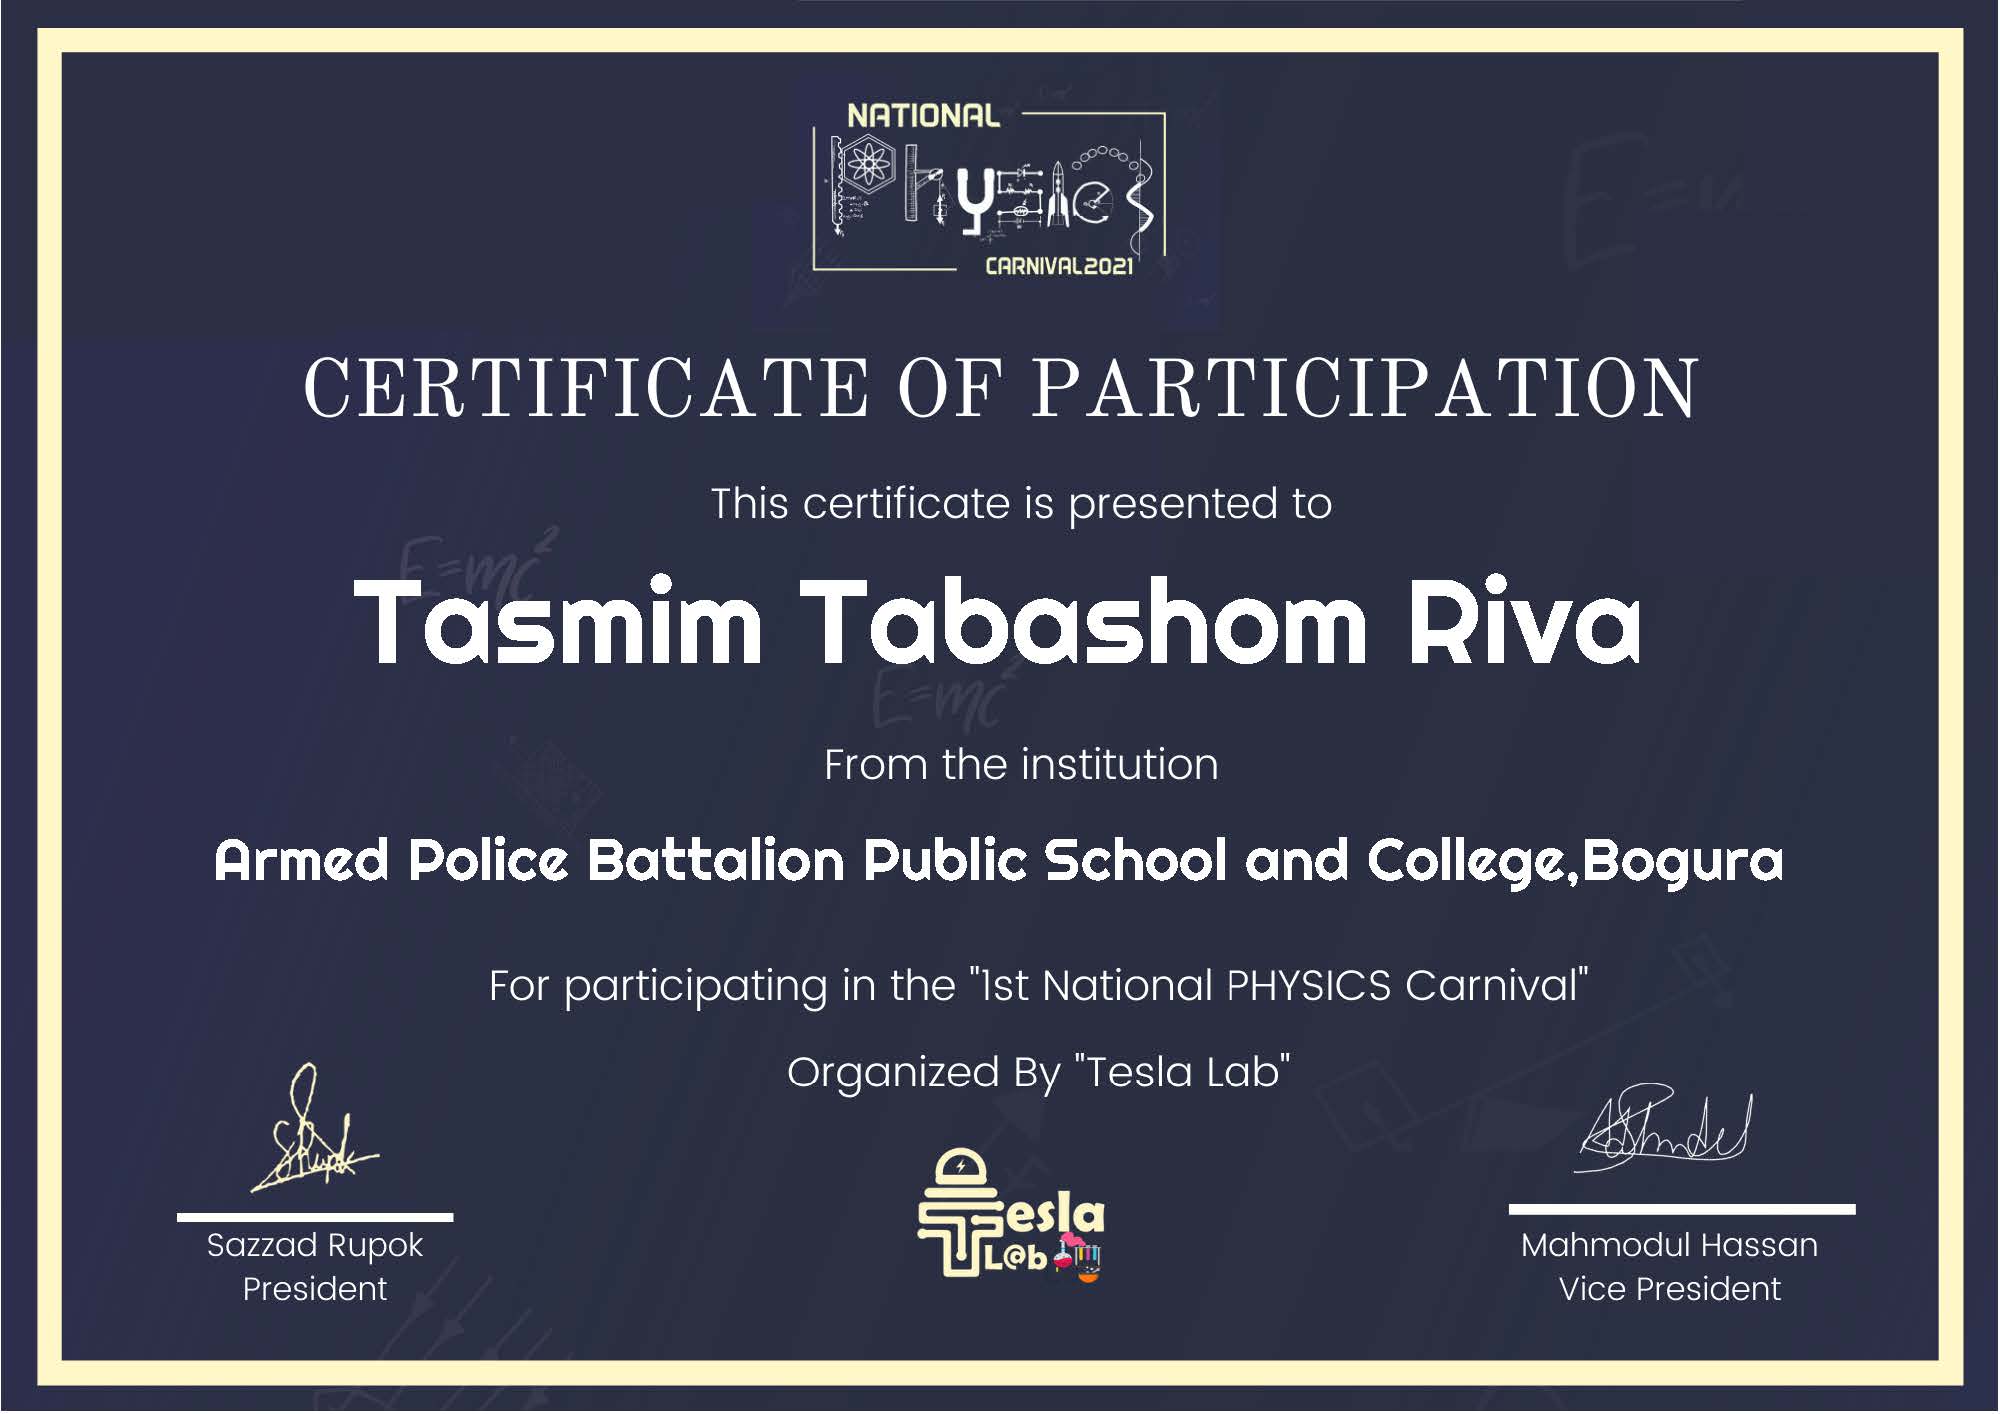 NATIONAL
Physics
CARNIVAL2021
CERTIFICATE OF PARTICIPATION
This certificate is presented to
E=mc²
Tasmim Tabashom Riva
E=mc²
From the institution
Armed Police Battalion Public School and College,Bogura
For participating in the "1st National PHYSICS Carnival"
Organized By "Tesla Lab"
Tesla
L@b
Sazzad Rupok
President
Mahmodul Hassan
Vice President